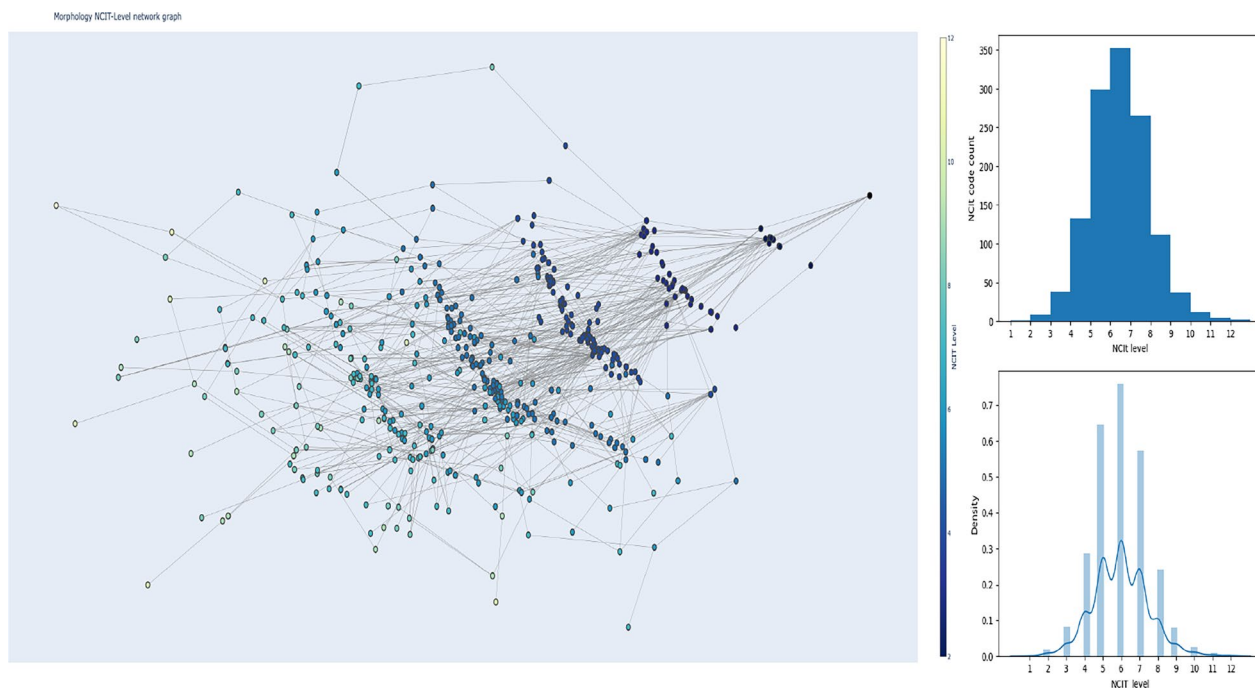 Morphology NCIT-Level network graph
12
10
8
6
4
2
NCIT Level
350
300
250
200
150
100
50
0
NCIt code count
1 2 3 4 5 6 7 8 9 10 11 12
NCIt level
0.7
0.6
0.5
0.4
0.3
0.2
0.1
0.0
Density
1 2 3 4 5 6 7 8 9 10 11 12
NCIT level